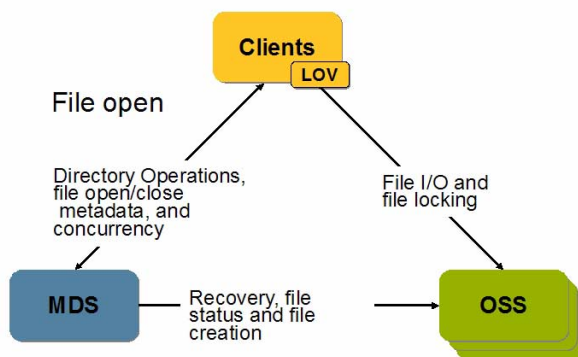 Clients
LOV
File open
Directory Operations,
file open/close
metadata, and
concurrency
File I/O and
file locking
MDS
Recovery, file
status and file
creation
OSS